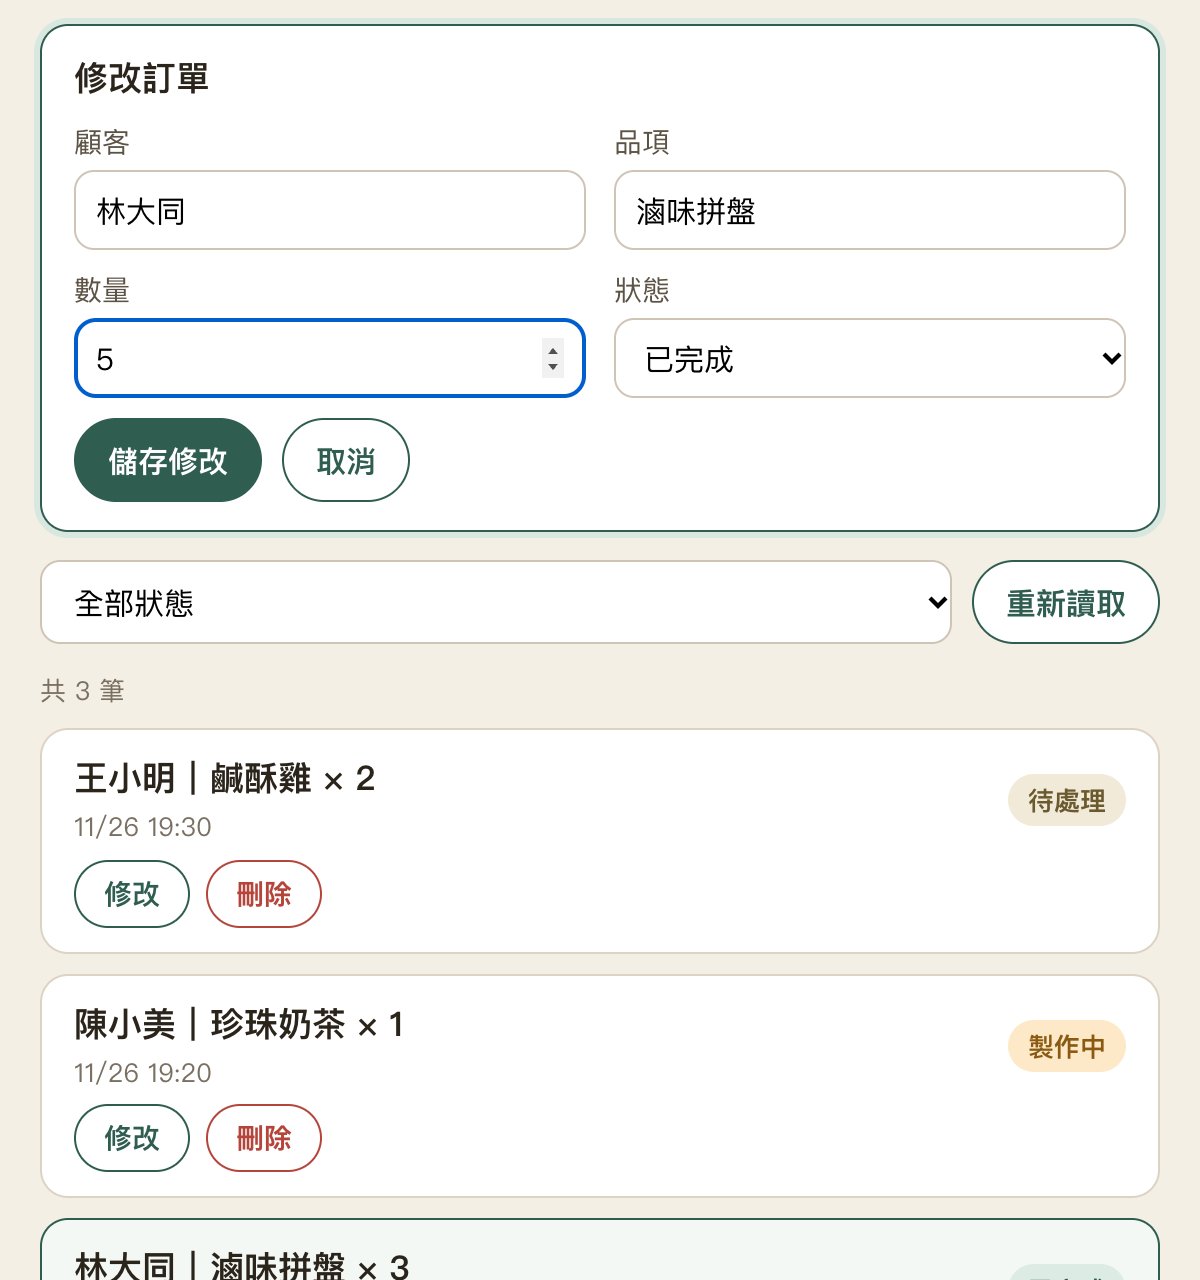 修改訂單
顧客
品項
林大同
滷味拼盤
數量
狀態
5
已完成
儲存修改
取消
全部狀態
重新讀取
共 3 筆
王小明｜鹹酥雞 × 2
待處理
11/26 19:30
修改
刪除
陳小美｜珍珠奶茶 × 1
製作中
11/26 19:20
修改
刪除
林大同｜滷味拼盤 × 3